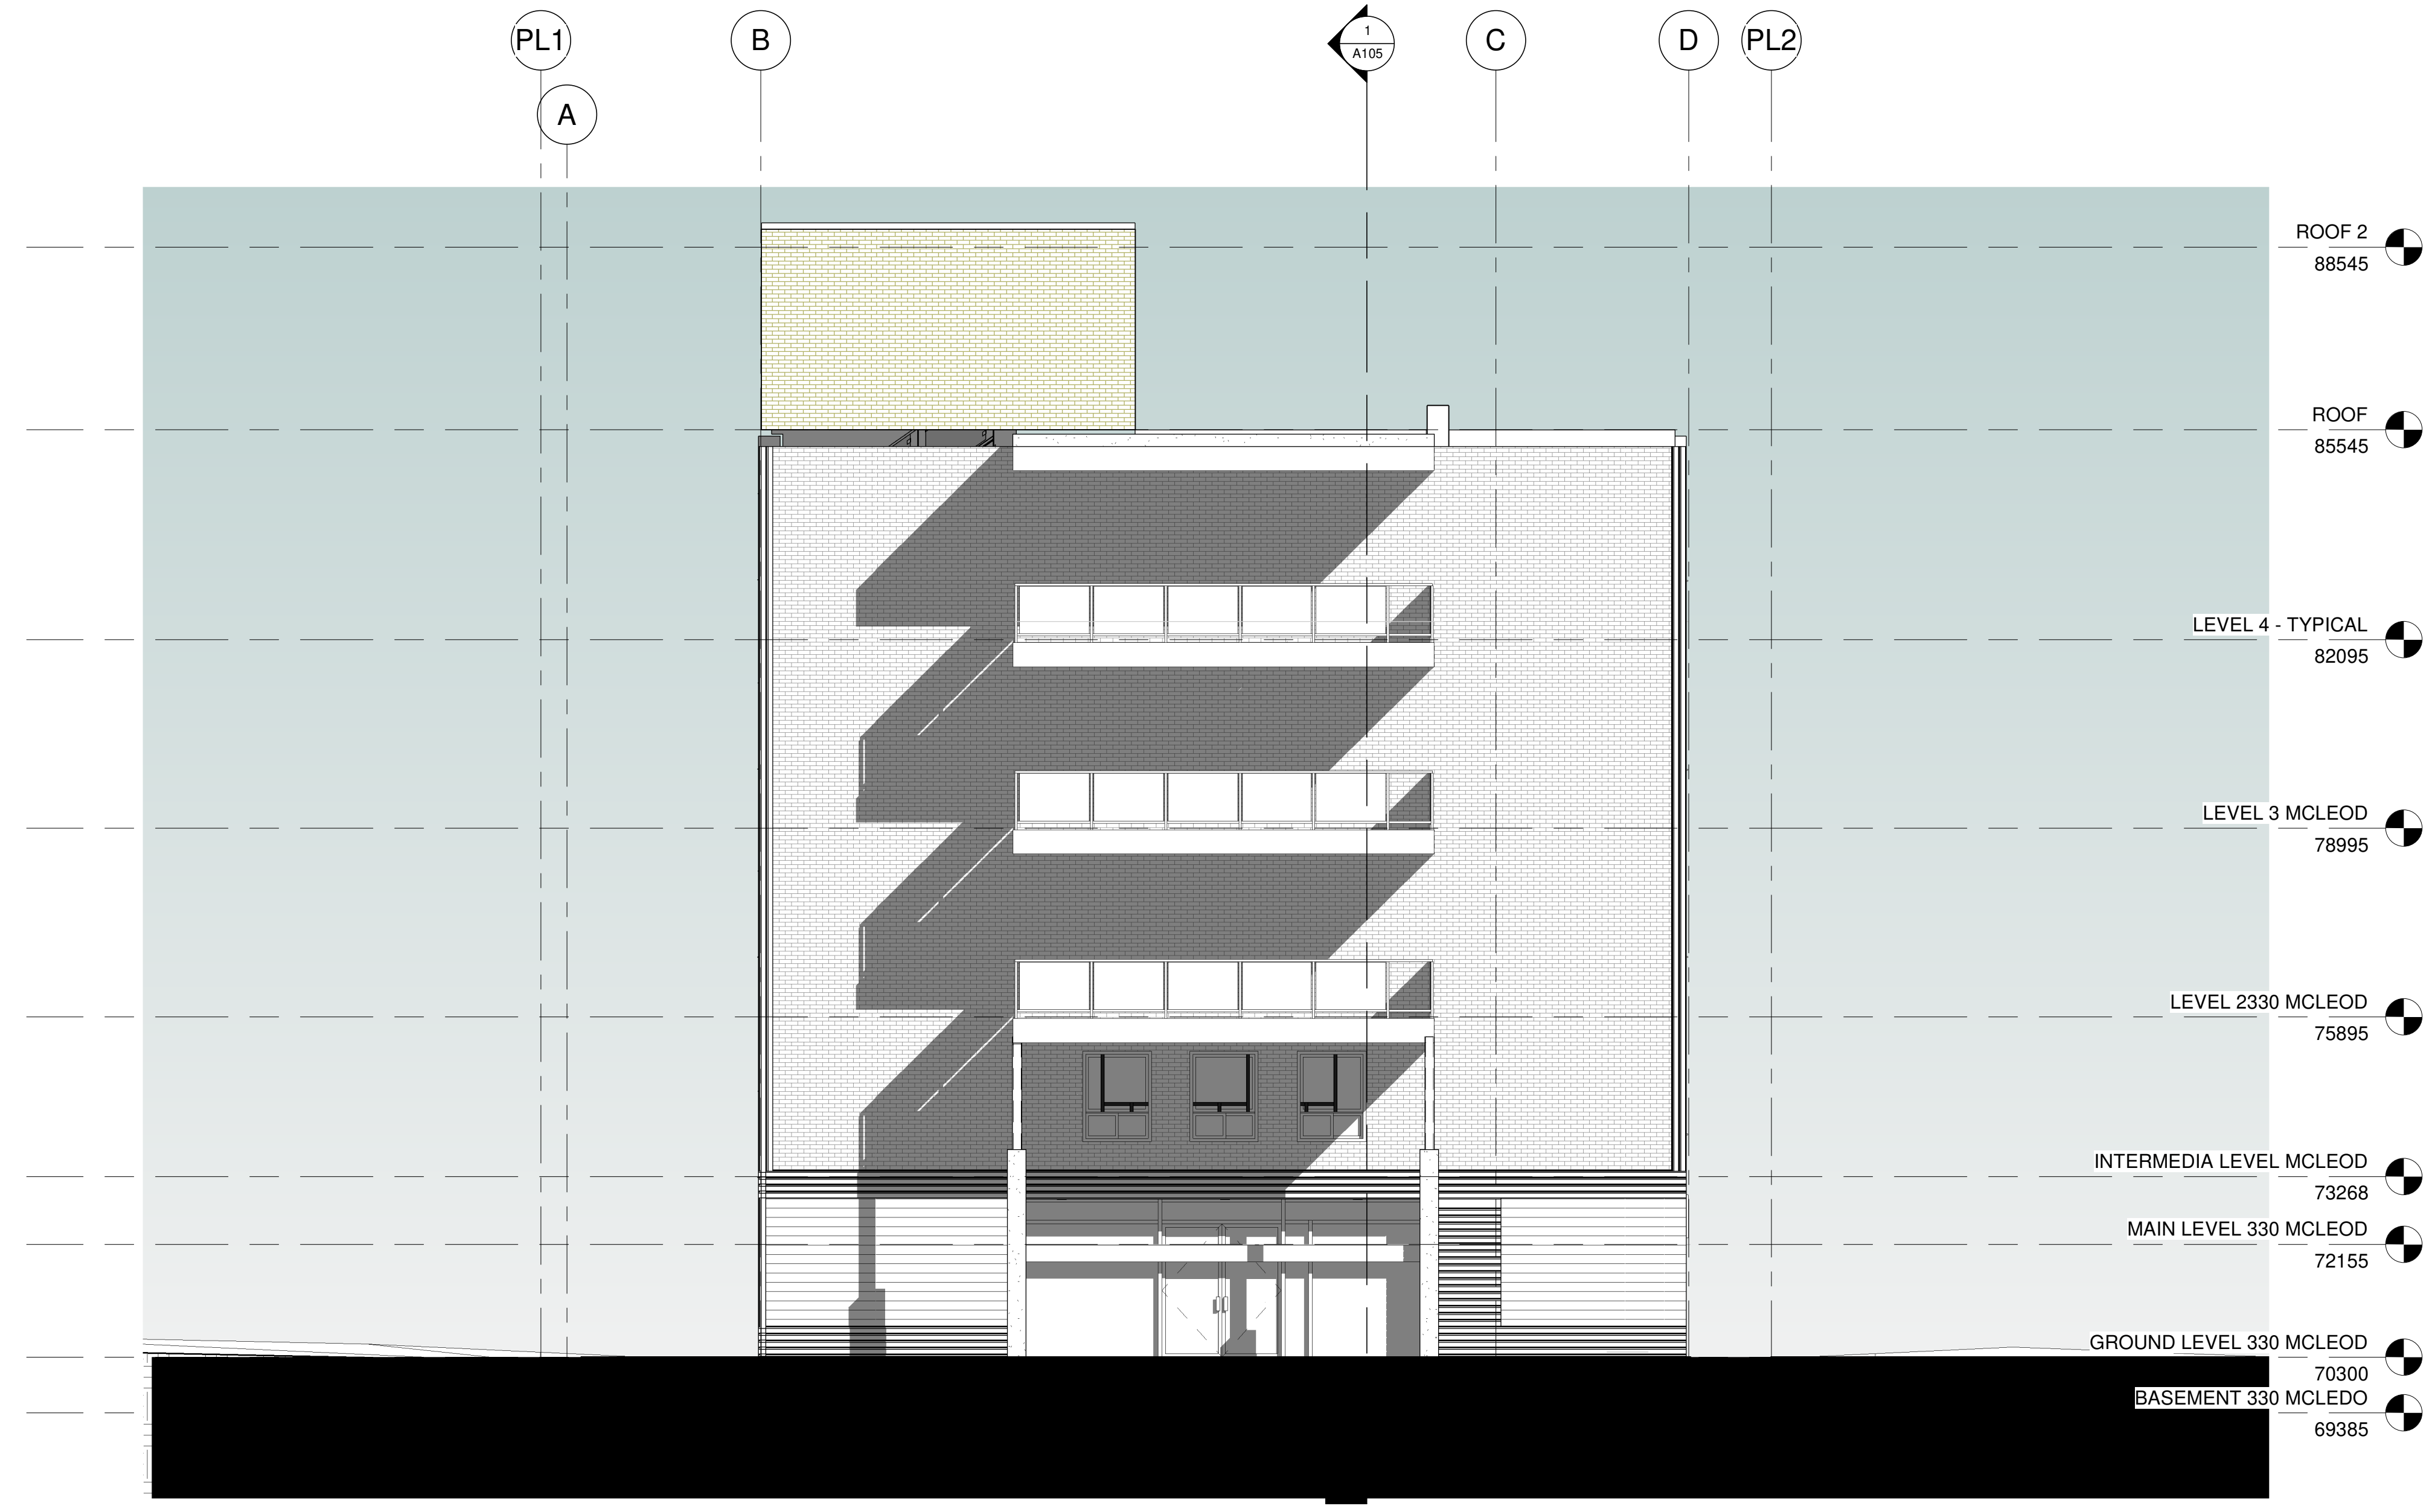 PL1
B
1
A105
C
D
PL2
A
ROOF 2
88545
ROOF
85545
LEVEL 4 - TYPICAL
82095
LEVEL 3 MCLEOD
78995
LEVEL 2330 MCLEOD
75895
INTERMEDIA LEVEL MCLEOD
73268
MAIN LEVEL 330 MCLEOD
72155
GROUND LEVEL 330 MCLEOD
70300
BASEMENT 330 MCLEDO
69385